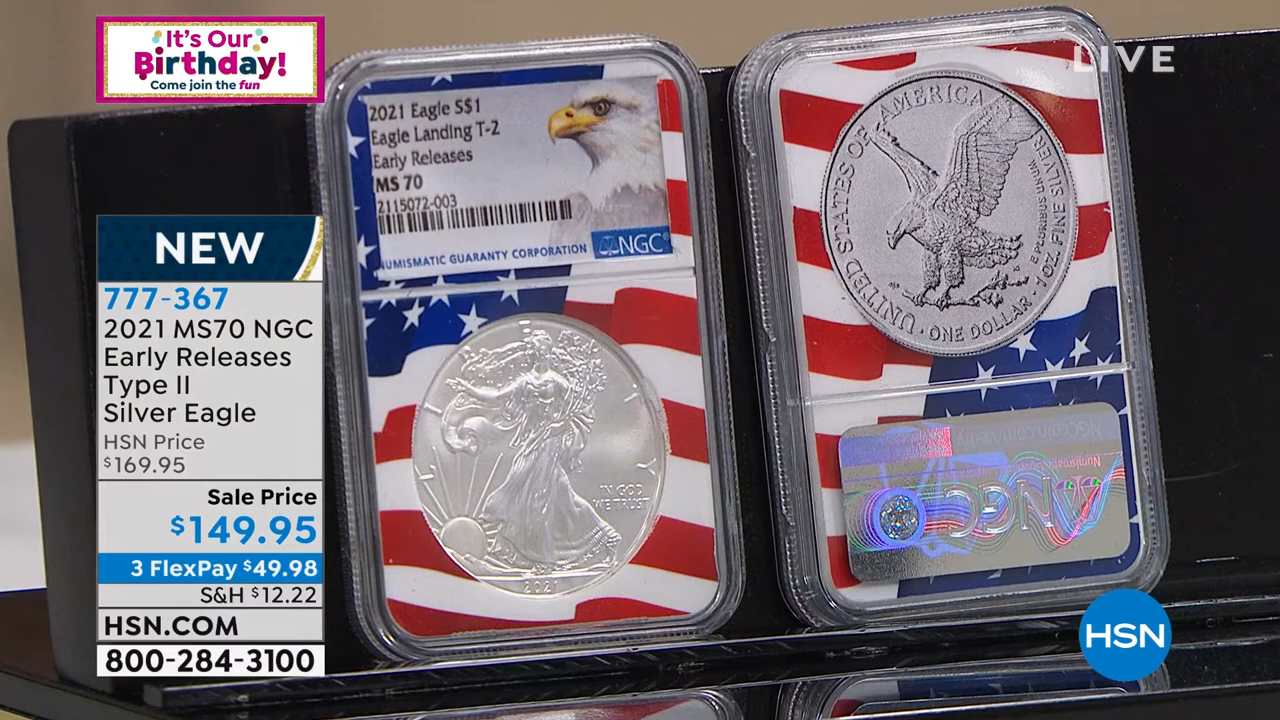 It's Our
Birthday!
Come join the fun
LIVE
NEW
777-367
2021 MS70 NGC
Early Releases
Type II
Silver Eagle
HSN Price
$169.95
Sale Price
$149.95
3 FlexPay $49.98
S&H $12.22
HSN.COM
800-284-3100
2021 Eagle S$1
Eagle Landing T-2
Early Releases
MS 70
2115072-003
NUMISMATIC GUARANTY CORPORATION
NGC
IN GOD
WE TRUST
2021
UNITED STATES OF AMERICA
E PLURIBUS UNUM
1 OZ. FINE SILVER
ONE DOLLAR
NGCcoin.com/verify
NGC
HSN